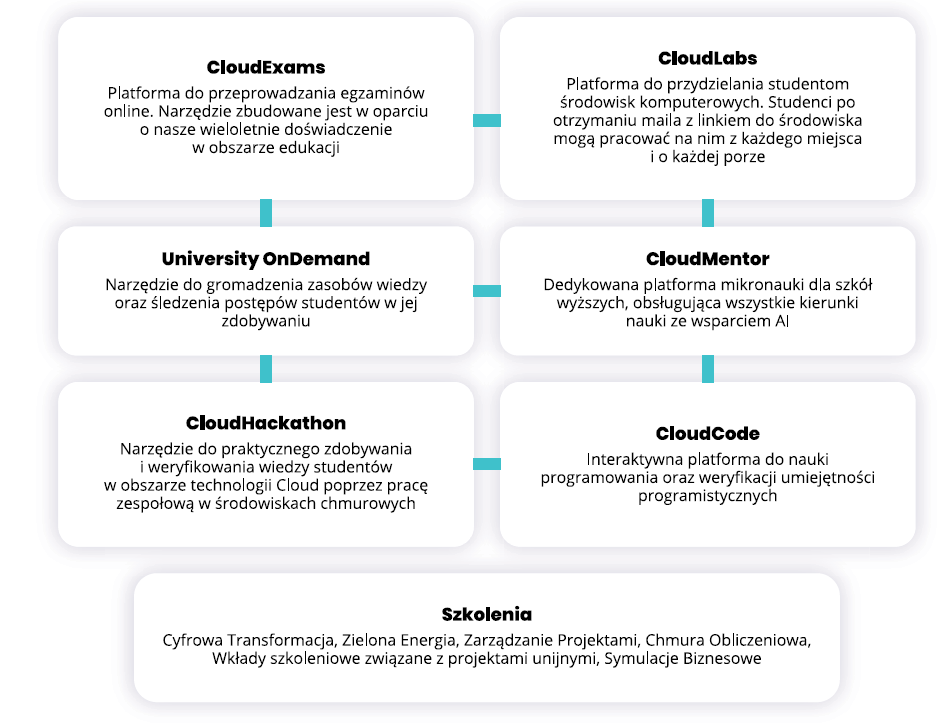 CloudExams
Platforma do przeprowadzania egzaminów
online. Narzędzie zbudowane jest w oparciu
o nasze wieloletnie doświadczenie
w obszarze edukacji
CloudLabs
Platforma do przydzielania studentom
środowisk komputerowych. Studenci po
otrzymaniu maila z linkiem do środowiska
mogą pracować na nim z każdego miejsca
i o każdej porze
University OnDemand
Narzędzie do gromadzenia zasobów wiedzy
oraz śledzenia postępów studentów w jej
zdobywaniu
CloudMentor
Dedykowana platforma mikronauki dla szkół
wyższych, obsługująca wszystkie kierunki
nauki ze wsparciem AI
CloudHackathon
Narzędzie do praktycznego zdobywania
i weryfikowania wiedzy studentów
w obszarze technologii Cloud poprzez pracę
zespołową w środowiskach chmurowych
CloudCode
Interaktywna platforma do nauki
programowania oraz weryfikacji umiejętności
programistycznych
Szkolenia
Cyfrowa Transformacja, Zielona Energia, Zarządzanie Projektami, Chmura Obliczeniowa,
Wkłady szkoleniowe związane z projektami unijnymi, Symulacje Biznesowe